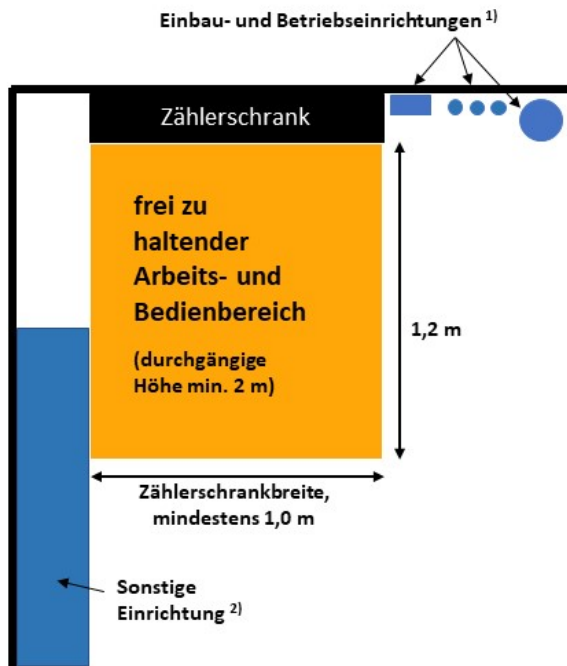 Einbau- und Betriebseinrichtungen 1)
Zählerschrank
frei zu
haltender
Arbeits- und
Bedienbereich
(durchgängige
Höhe min. 2 m)
1,2 m
Zählerschrankbreite,
mindestens 1,0 m
Sonstige
Einrichtung 2)